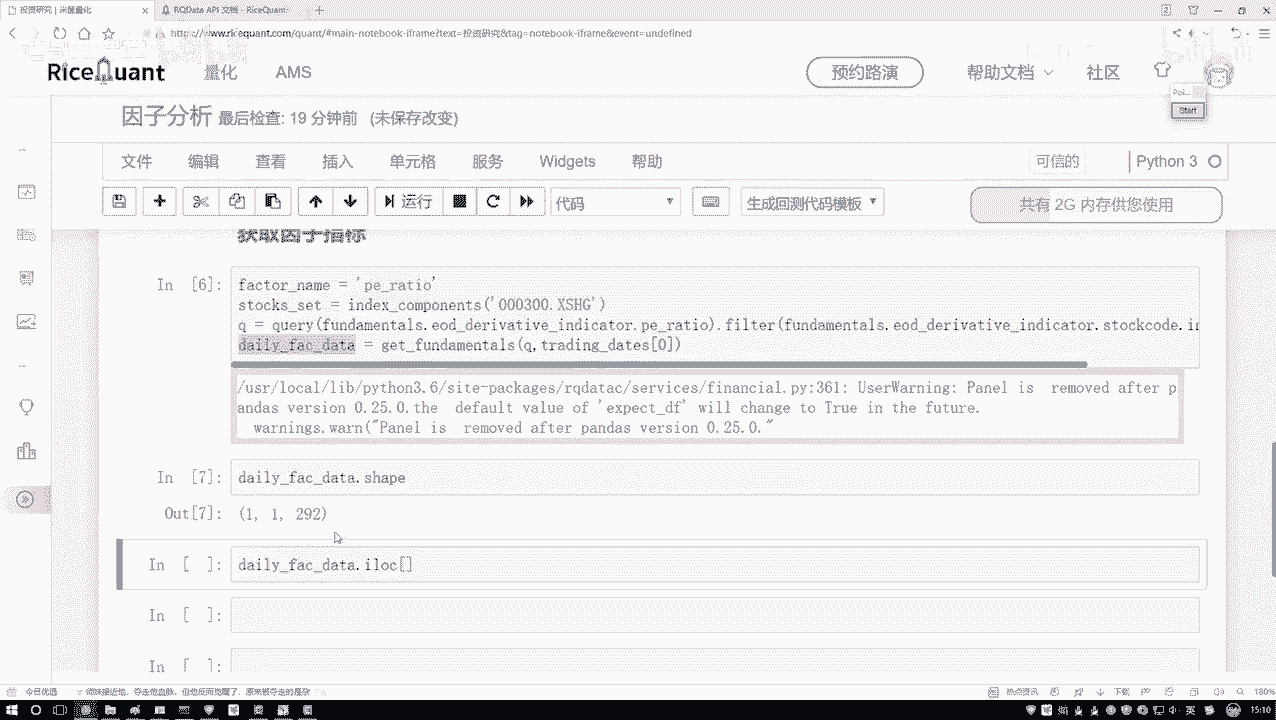 投资研究 | 米筐量化
RQData API 文档 - RiceQuant
https://www.ricequant.com/quant/#main-notebook-iframe?text=投资研究&tag=notebook-iframe&event=undefined
RiceQuant 量化 AMS 预约路演 帮助文档 社区
Start
因子分析 最后检查: 19 分钟前 (未保存改变)
文件 编辑 查看 插入 单元格 服务 Widgets 帮助 可信的 Python 3
运行 代码 生成回测代码模板 共有 2G 内存供您使用
获取因子指标
In [6]: factor_name = 'pe_ratio'
stocks_set = index_components('000300.XSHG')
q = query(fundamentals.eod_derivative_indicator.pe_ratio).filter(fundamentals.eod_derivative_indicator.stockcode.in
daily_fac_data = get_fundamentals(q,trading_dates[0])
/usr/local/lib/python3.6/site-packages/rqdatac/services/financial.py:361: UserWarning: Panel is removed after p
andas version 0.25.0.the default value of 'expect_df' will change to True in the future.
warnings.warn("Panel is removed after pandas version 0.25.0."
In [7]: daily_fac_data.shape
Out[7]: (1, 1, 292)
In [ ]: daily_fac_data.iloc[]
In [ ]:
In [ ]:
今日优选
热点资讯
下载
180%
15:10